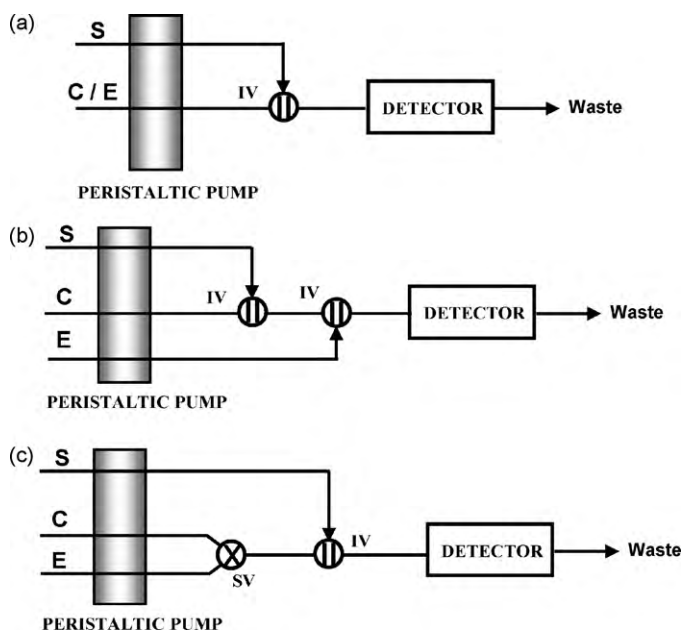 (a)
S
C / E
IV
DETECTOR
Waste
PERISTALTIC PUMP
(b)
S
C
IV
IV
E
DETECTOR
Waste
PERISTALTIC PUMP
(c)
S
C
E
SV
IV
DETECTOR
Waste
PERISTALTIC PUMP